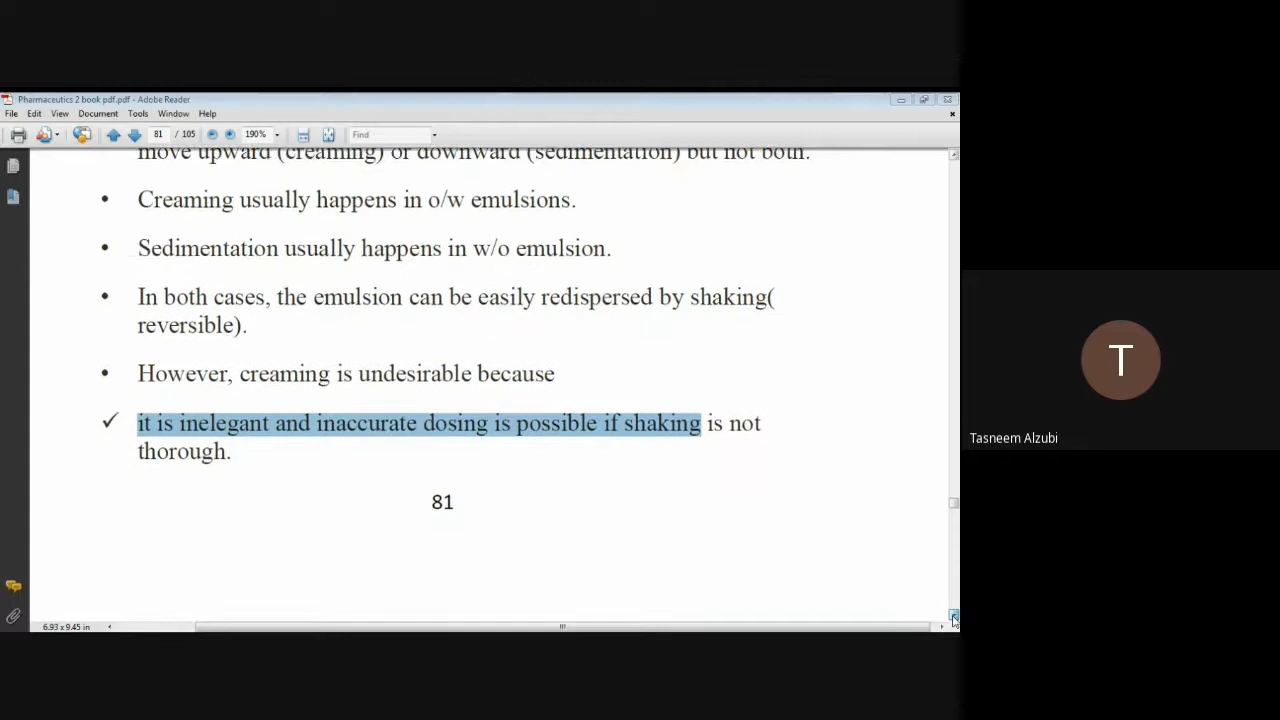 Pharmaceutics 2 book pdf.pdf - Adobe Reader
File Edit View Document Tools Window Help
81 / 105 190% Find
move upward (creaming) or downward (sedimentation) but not both.
• Creaming usually happens in o/w emulsions.
• Sedimentation usually happens in w/o emulsion.
• In both cases, the emulsion can be easily redispersed by shaking(
reversible).
• However, creaming is undesirable because
✓ it is inelegant and inaccurate dosing is possible if shaking is not
thorough.
81
6.93 x 9.45 in
T
Tasneem Alzubi